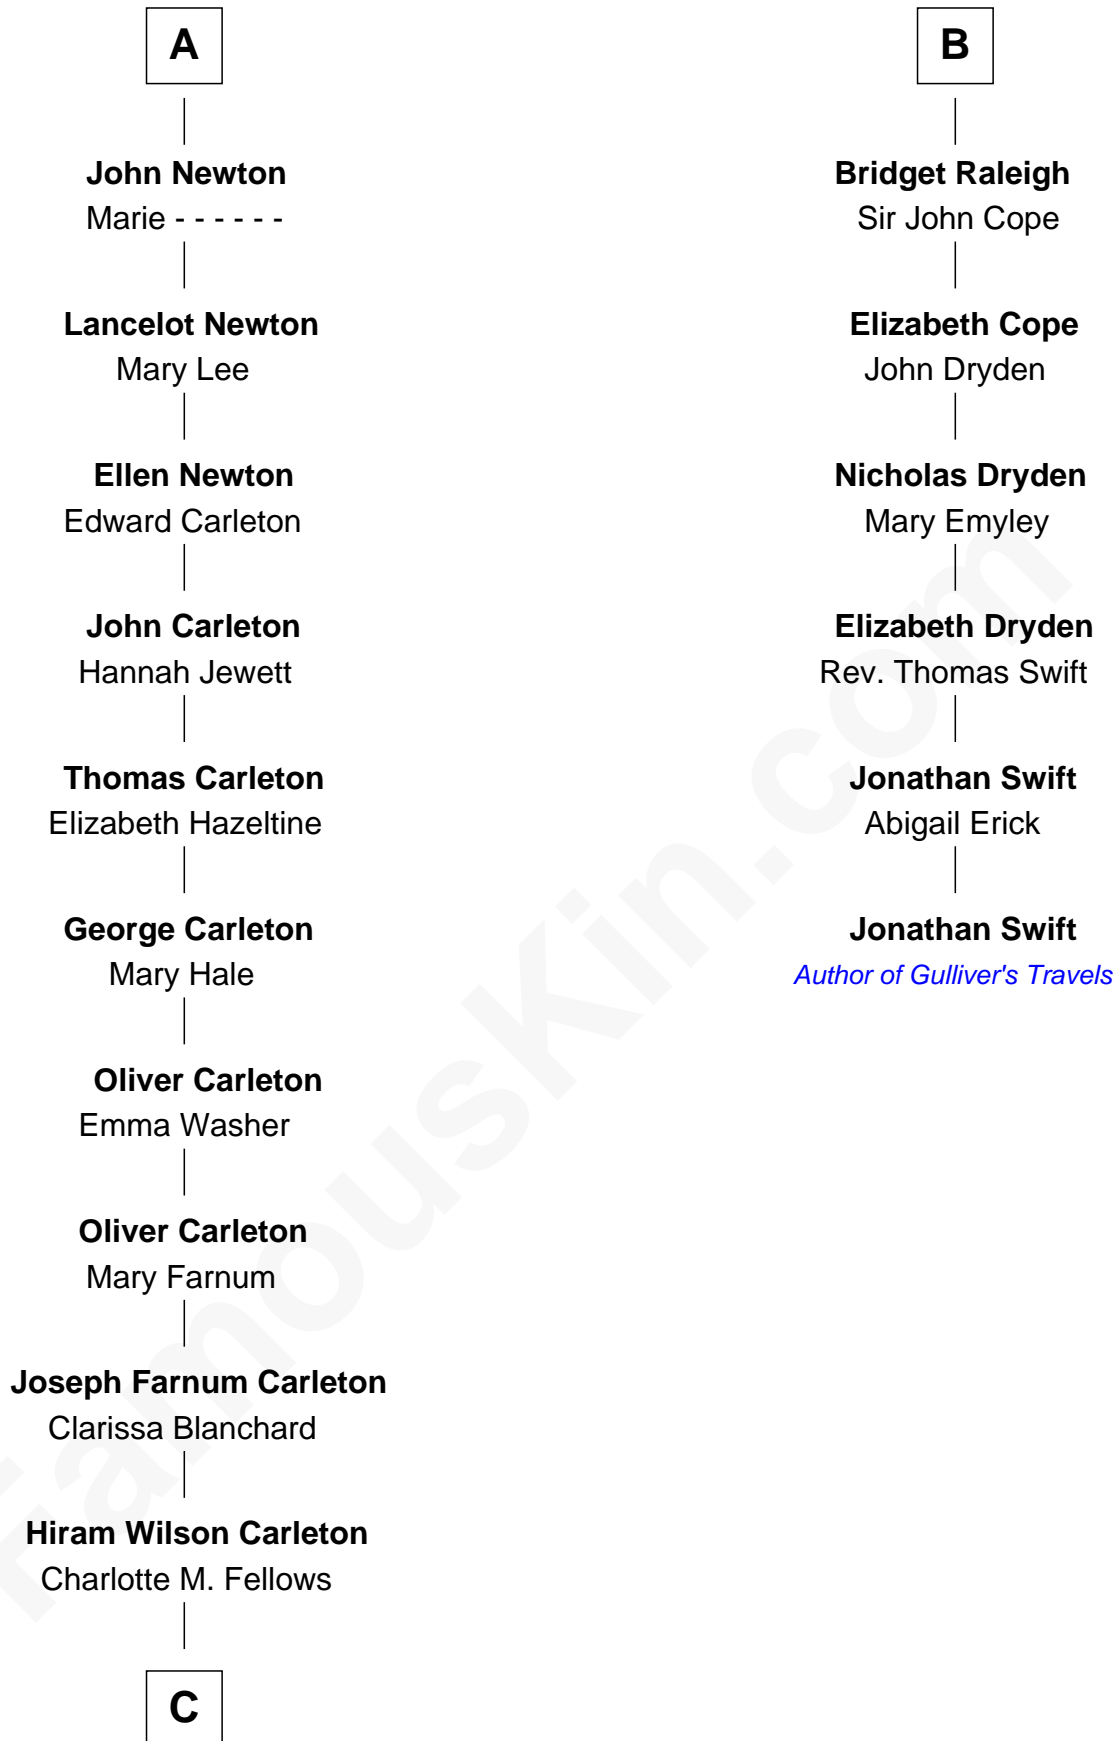 A
John Newton
Marie - - - - - -
Lancelot Newton
Mary Lee
Ellen Newton
Edward Carleton
John Carleton
Hannah Jewett
Thomas Carleton
Elizabeth Hazeltine
George Carleton
Mary Hale
Oliver Carleton
Emma Washer
Oliver Carleton
Mary Farnum
Joseph Farnum Carleton
Clarissa Blanchard
Hiram Wilson Carleton
Charlotte M. Fellows
C
B
Bridget Raleigh
Sir John Cope
Elizabeth Cope
John Dryden
Nicholas Dryden
Mary Emyley
Elizabeth Dryden
Rev. Thomas Swift
Jonathan Swift
Abigail Erick
Jonathan Swift
Author of Gulliver's Travels
FamousKin.com